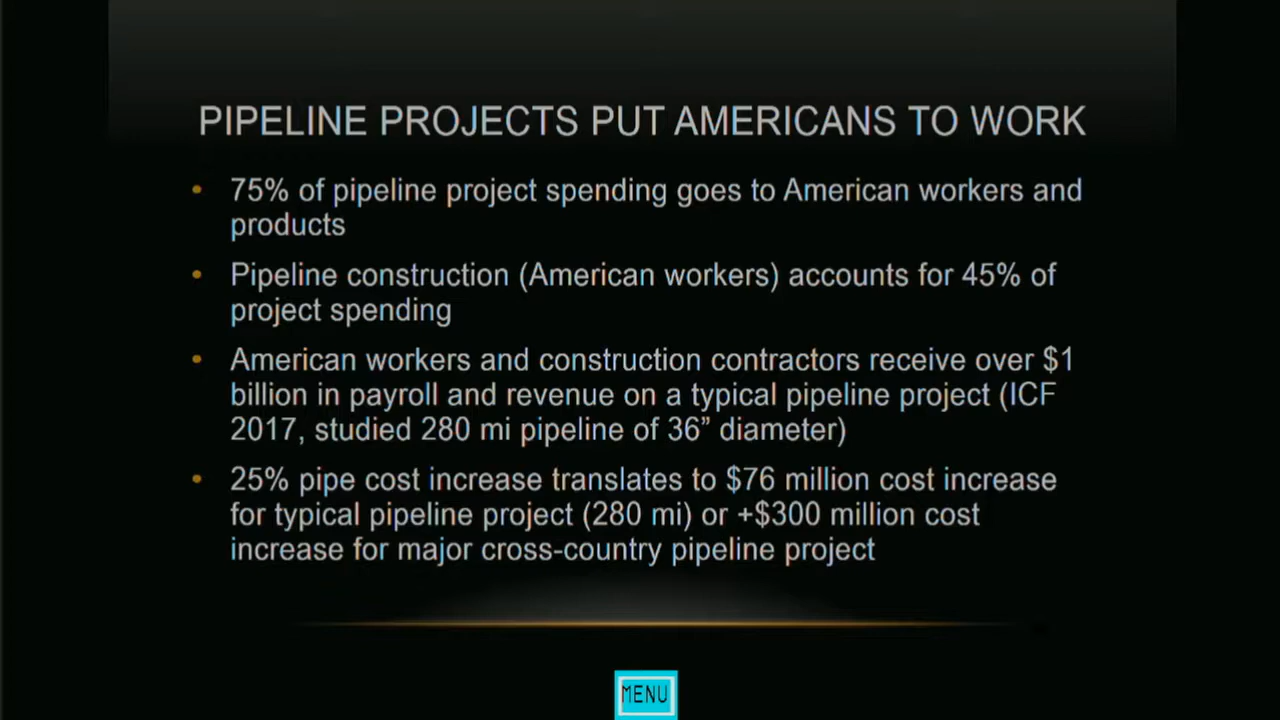 PIPELINE PROJECTS PUT AMERICANS TO WORK
• 75% of pipeline project spending goes to American workers and
products
• Pipeline construction (American workers) accounts for 45% of
project spending
• American workers and construction contractors receive over $1
billion in payroll and revenue on a typical pipeline project (ICF
2017, studied 280 mi pipeline of 36” diameter)
• 25% pipe cost increase translates to $76 million cost increase
for typical pipeline project (280 mi) or +$300 million cost
increase for major cross-country pipeline project
MENU